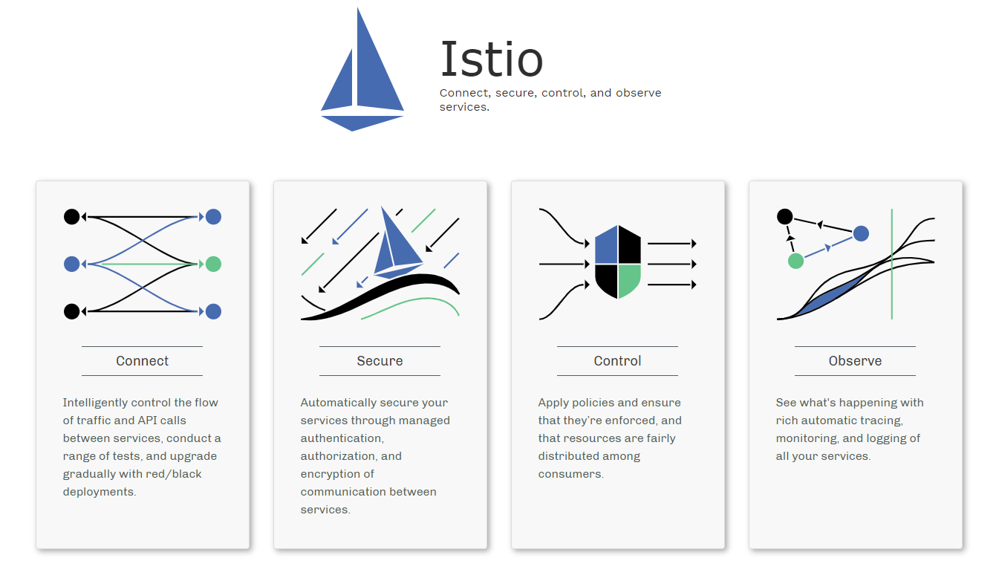 Istio
Connect, secure, control, and observe
services.
Connect
Intelligently control the flow
of traffic and API calls
between services, conduct a
range of tests, and upgrade
gradually with red/black
deployments.
Secure
Automatically secure your
services through managed
authentication,
authorization, and
encryption of
communication between
services.
Control
Apply policies and ensure
that they're enforced, and
that resources are fairly
distributed among
consumers.
Observe
See what's happening with
rich automatic tracing,
monitoring, and logging of
all your services.